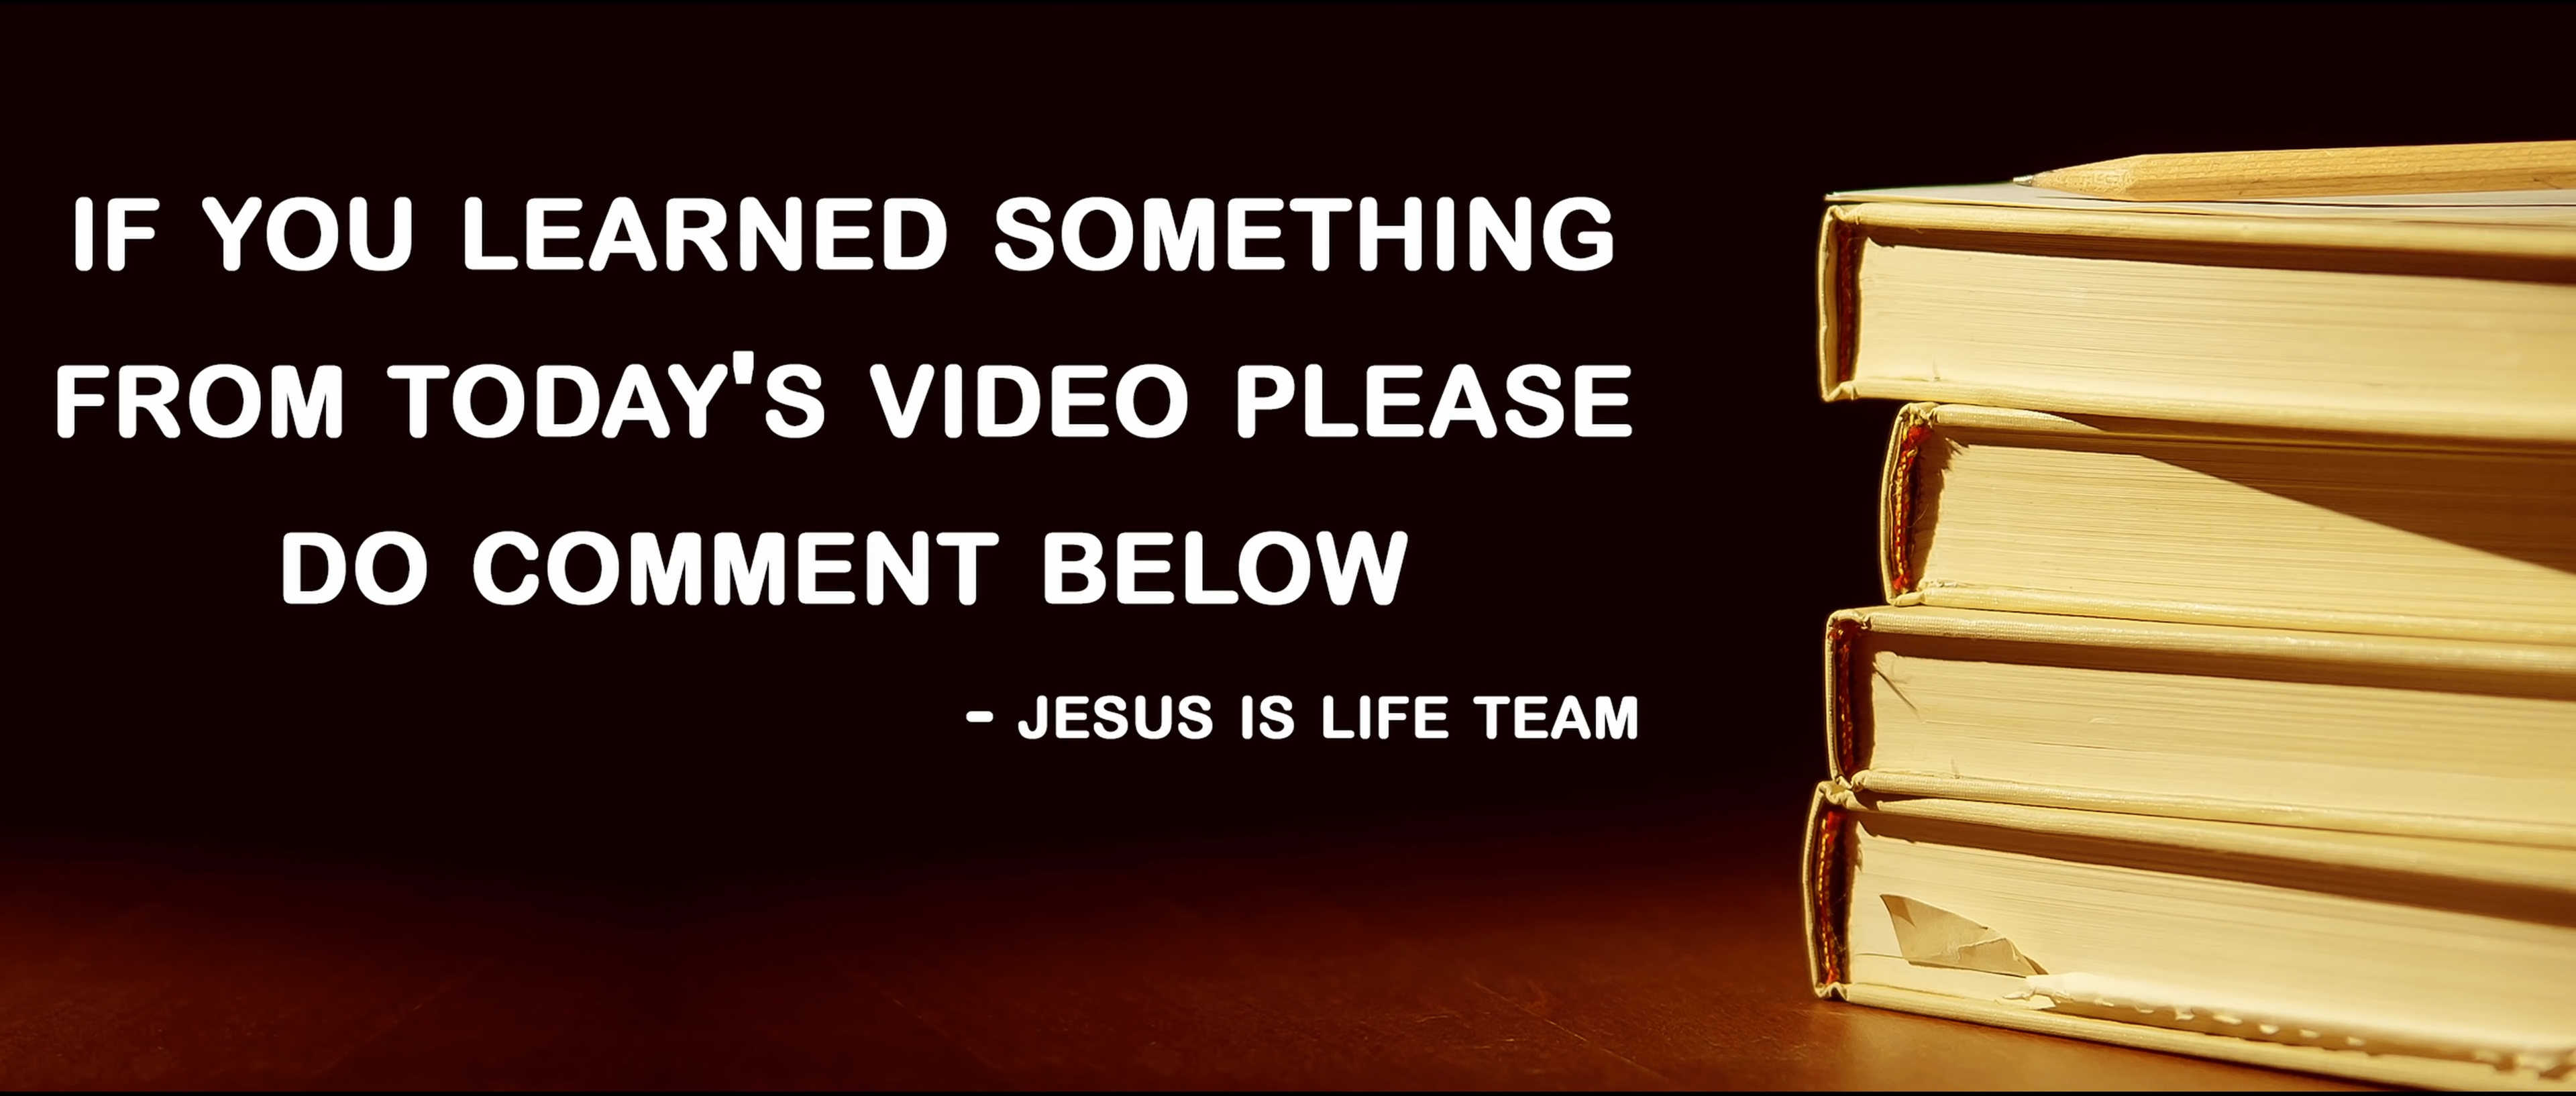 IF YOU LEARNED SOMETHING
FROM TODAY'S VIDEO PLEASE
DO COMMENT BELOW
- JESUS IS LIFE TEAM